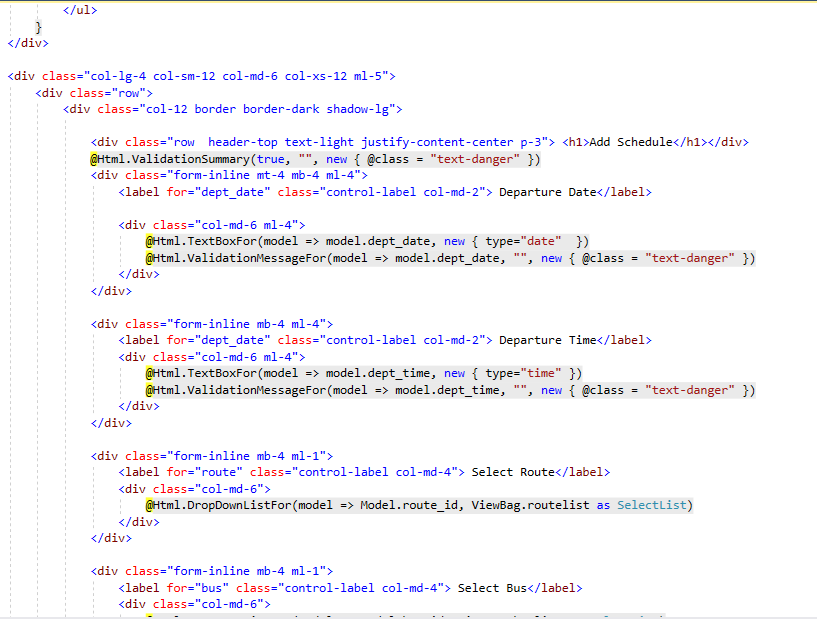 </ul>
}
</div>
<div class="col-lg-4 col-sm-12 col-md-6 col-xs-12 ml-5">
<div class="row">
<div class="col-12 border border-dark shadow-lg">
<div class="row  header-top text-light justify-content-center p-3"> <h1>Add Schedule</h1></div>
@Html.ValidationSummary(true, "", new { @class = "text-danger" })
<div class="form-inline mt-4 mb-4 ml-4">
<label for="dept_date" class="control-label col-md-2"> Departure Date</label>
<div class="col-md-6 ml-4">
@Html.TextBoxFor(model => model.dept_date, new { type="date"  })
@Html.ValidationMessageFor(model => model.dept_date, "", new { @class = "text-danger" })
</div>
</div>
<div class="form-inline mb-4 ml-4">
<label for="dept_date" class="control-label col-md-2"> Departure Time</label>
<div class="col-md-6 ml-4">
@Html.TextBoxFor(model => model.dept_time, new { type="time" })
@Html.ValidationMessageFor(model => model.dept_time, "", new { @class = "text-danger" })
</div>
</div>
<div class="form-inline mb-4 ml-1">
<label for="route" class="control-label col-md-4"> Select Route</label>
<div class="col-md-6">
@Html.DropDownListFor(model => Model.route_id, ViewBag.routelist as SelectList)
</div>
</div>
<div class="form-inline mb-4 ml-1">
<label for="bus" class="control-label col-md-4"> Select Bus</label>
<div class="col-md-6">